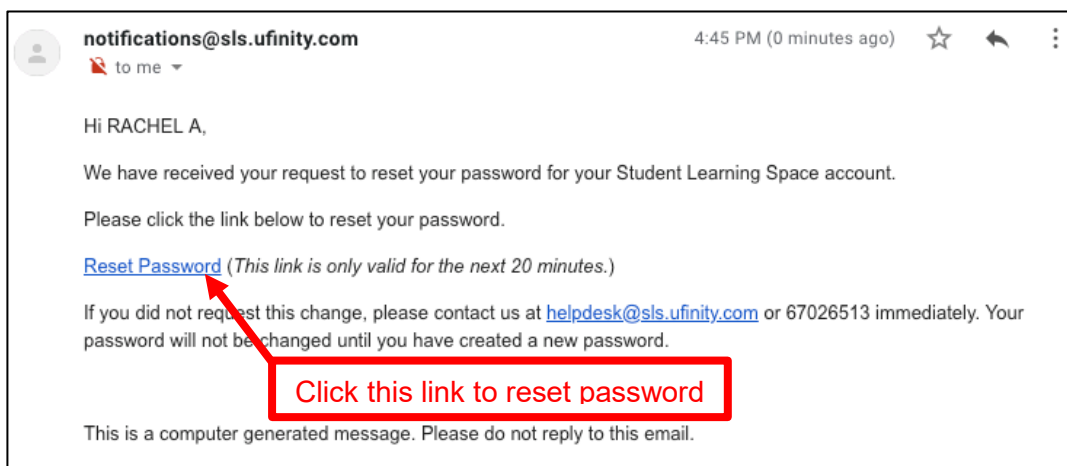 notifications@sls.ufinity.com 4:45 PM (0 minutes ago)
to me
Hi RACHEL A,
We have received your request to reset your password for your Student Learning Space account.
Please click the link below to reset your password.
Reset Password (This link is only valid for the next 20 minutes.)
If you did not request this change, please contact us at helpdesk@sls.ufinity.com or 67026513 immediately. Your
password will not be changed until you have created a new password.
Click this link to reset password
This is a computer generated message. Please do not reply to this email.